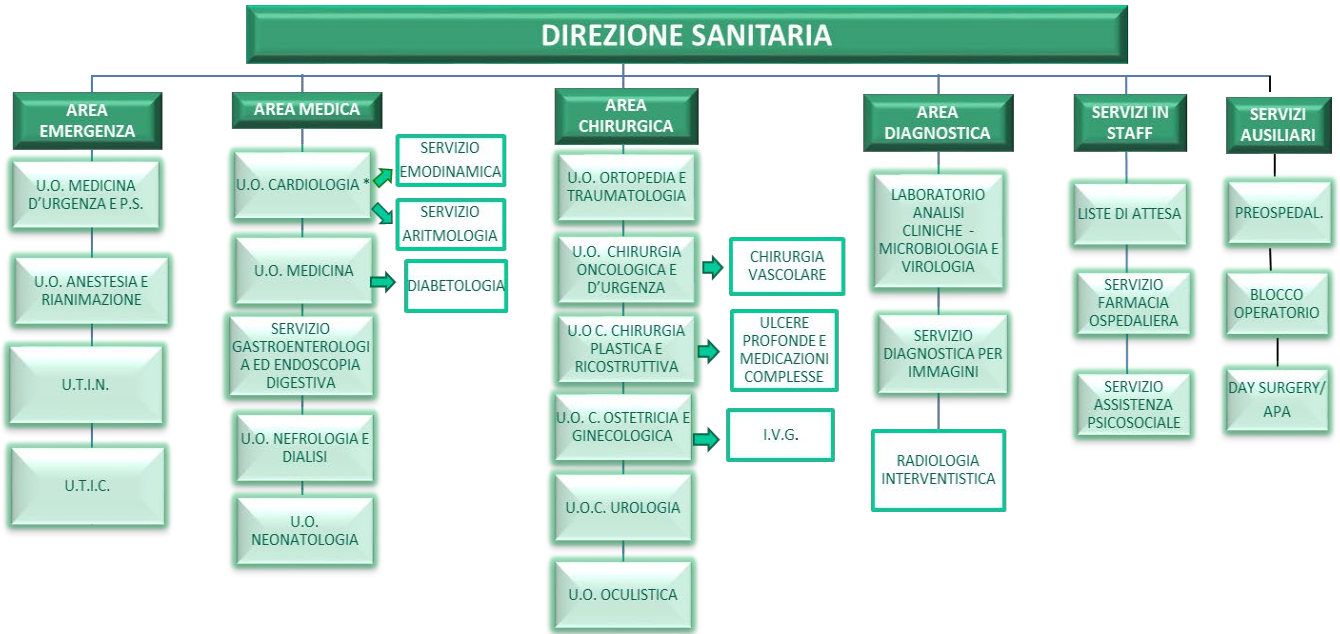 DIREZIONE SANITARIA
AREA
EMERGENZA
U.O. MEDICINA
D'URGENZA E P.S.
U.O. ANESTESIA E
RIANIMAZIONE
U.T.I.N.
U.T.I.C.
AREA MEDICA
U.O. CARDIOLOGIA *
SERVIZIO
EMODINAMICA
SERVIZIO
ARITMOLOGIA
U.O. MEDICINA
DIABETOLOGIA
SERVIZIO
GASTROENTEROLOGI
A ED ENDOSCOPIA
DIGESTIVA
U.O. NEFROLOGIA E
DIALISI
U.O.
NEONATOLOGIA
AREA
CHIRURGICA
U.O. ORTOPEDIA E
TRAUMATOLOGIA
U.O. CHIRURGIA
ONCOLOGICA E
D'URGENZA
CHIRURGIA
VASCOLARE
U.O C. CHIRURGIA
PLASTICA E
RICOSTRUTTIVA
ULCERE
PROFONDE E
MEDICAZIONI
COMPLESSE
U.O. C. OSTETRICIA E
GINECOLOGICA
I.V.G.
U.O.C. UROLOGIA
U.O. OCULISTICA
AREA
DIAGNOSTICA
LABORATORIO
ANALISI
CLINICHE -
MICROBIOLOGIA E
VIROLOGIA
SERVIZIO
DIAGNOSTICA PER
IMMAGINI
RADIOLOGIA
INTERVENTISTICA
SERVIZI IN
STAFF
LISTE DI ATTESA
SERVIZIO
FARMACIA
OSPEDALIERA
SERVIZIO
ASSISTENZA
PSICOSOCIALE
SERVIZI
AUSILIARI
PREOSPEDAL.
BLOCCO
OPERATORIO
DAY SURGERY/
APA